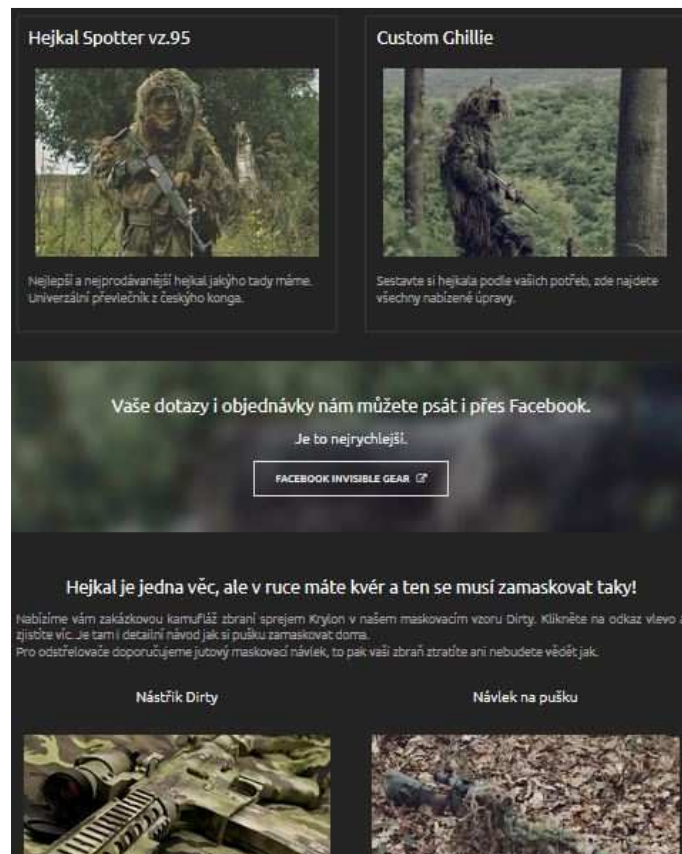 Hejkal Spotter vz.95
Custom Ghillie
Nejlepší a nejprodávanější hejkal jakýho tady máme.
Univerzální převlečník z českýho konga.
Sestavte si hejkala podle vašich potřeb, zde najdete
všechny nabízené úpravy.
Vaše dotazy i objednávky nám můžete psát i přes Facebook.
Je to nejrychlejší.
FACEBOOK INVISIBLE GEAR
Hejkal je jedna věc, ale v ruce máte kvér a ten se musí zamaskovat taky!
Nabízíme vám zakázkovou kamufláž zbraní sprejem Krylon v našem maskovacím vzoru Dirty. Klikněte na odkaz vlevo a
zjistíte víc. Je tam i detailní návod jak si pušku zamaskovat doma.
Pro odstřelovače doporučujeme jutový maskovací návlek, to pak vaši zbraň ztratíte ani nebudete vědět jak.
Nástřik Dirty
Návlek na pušku